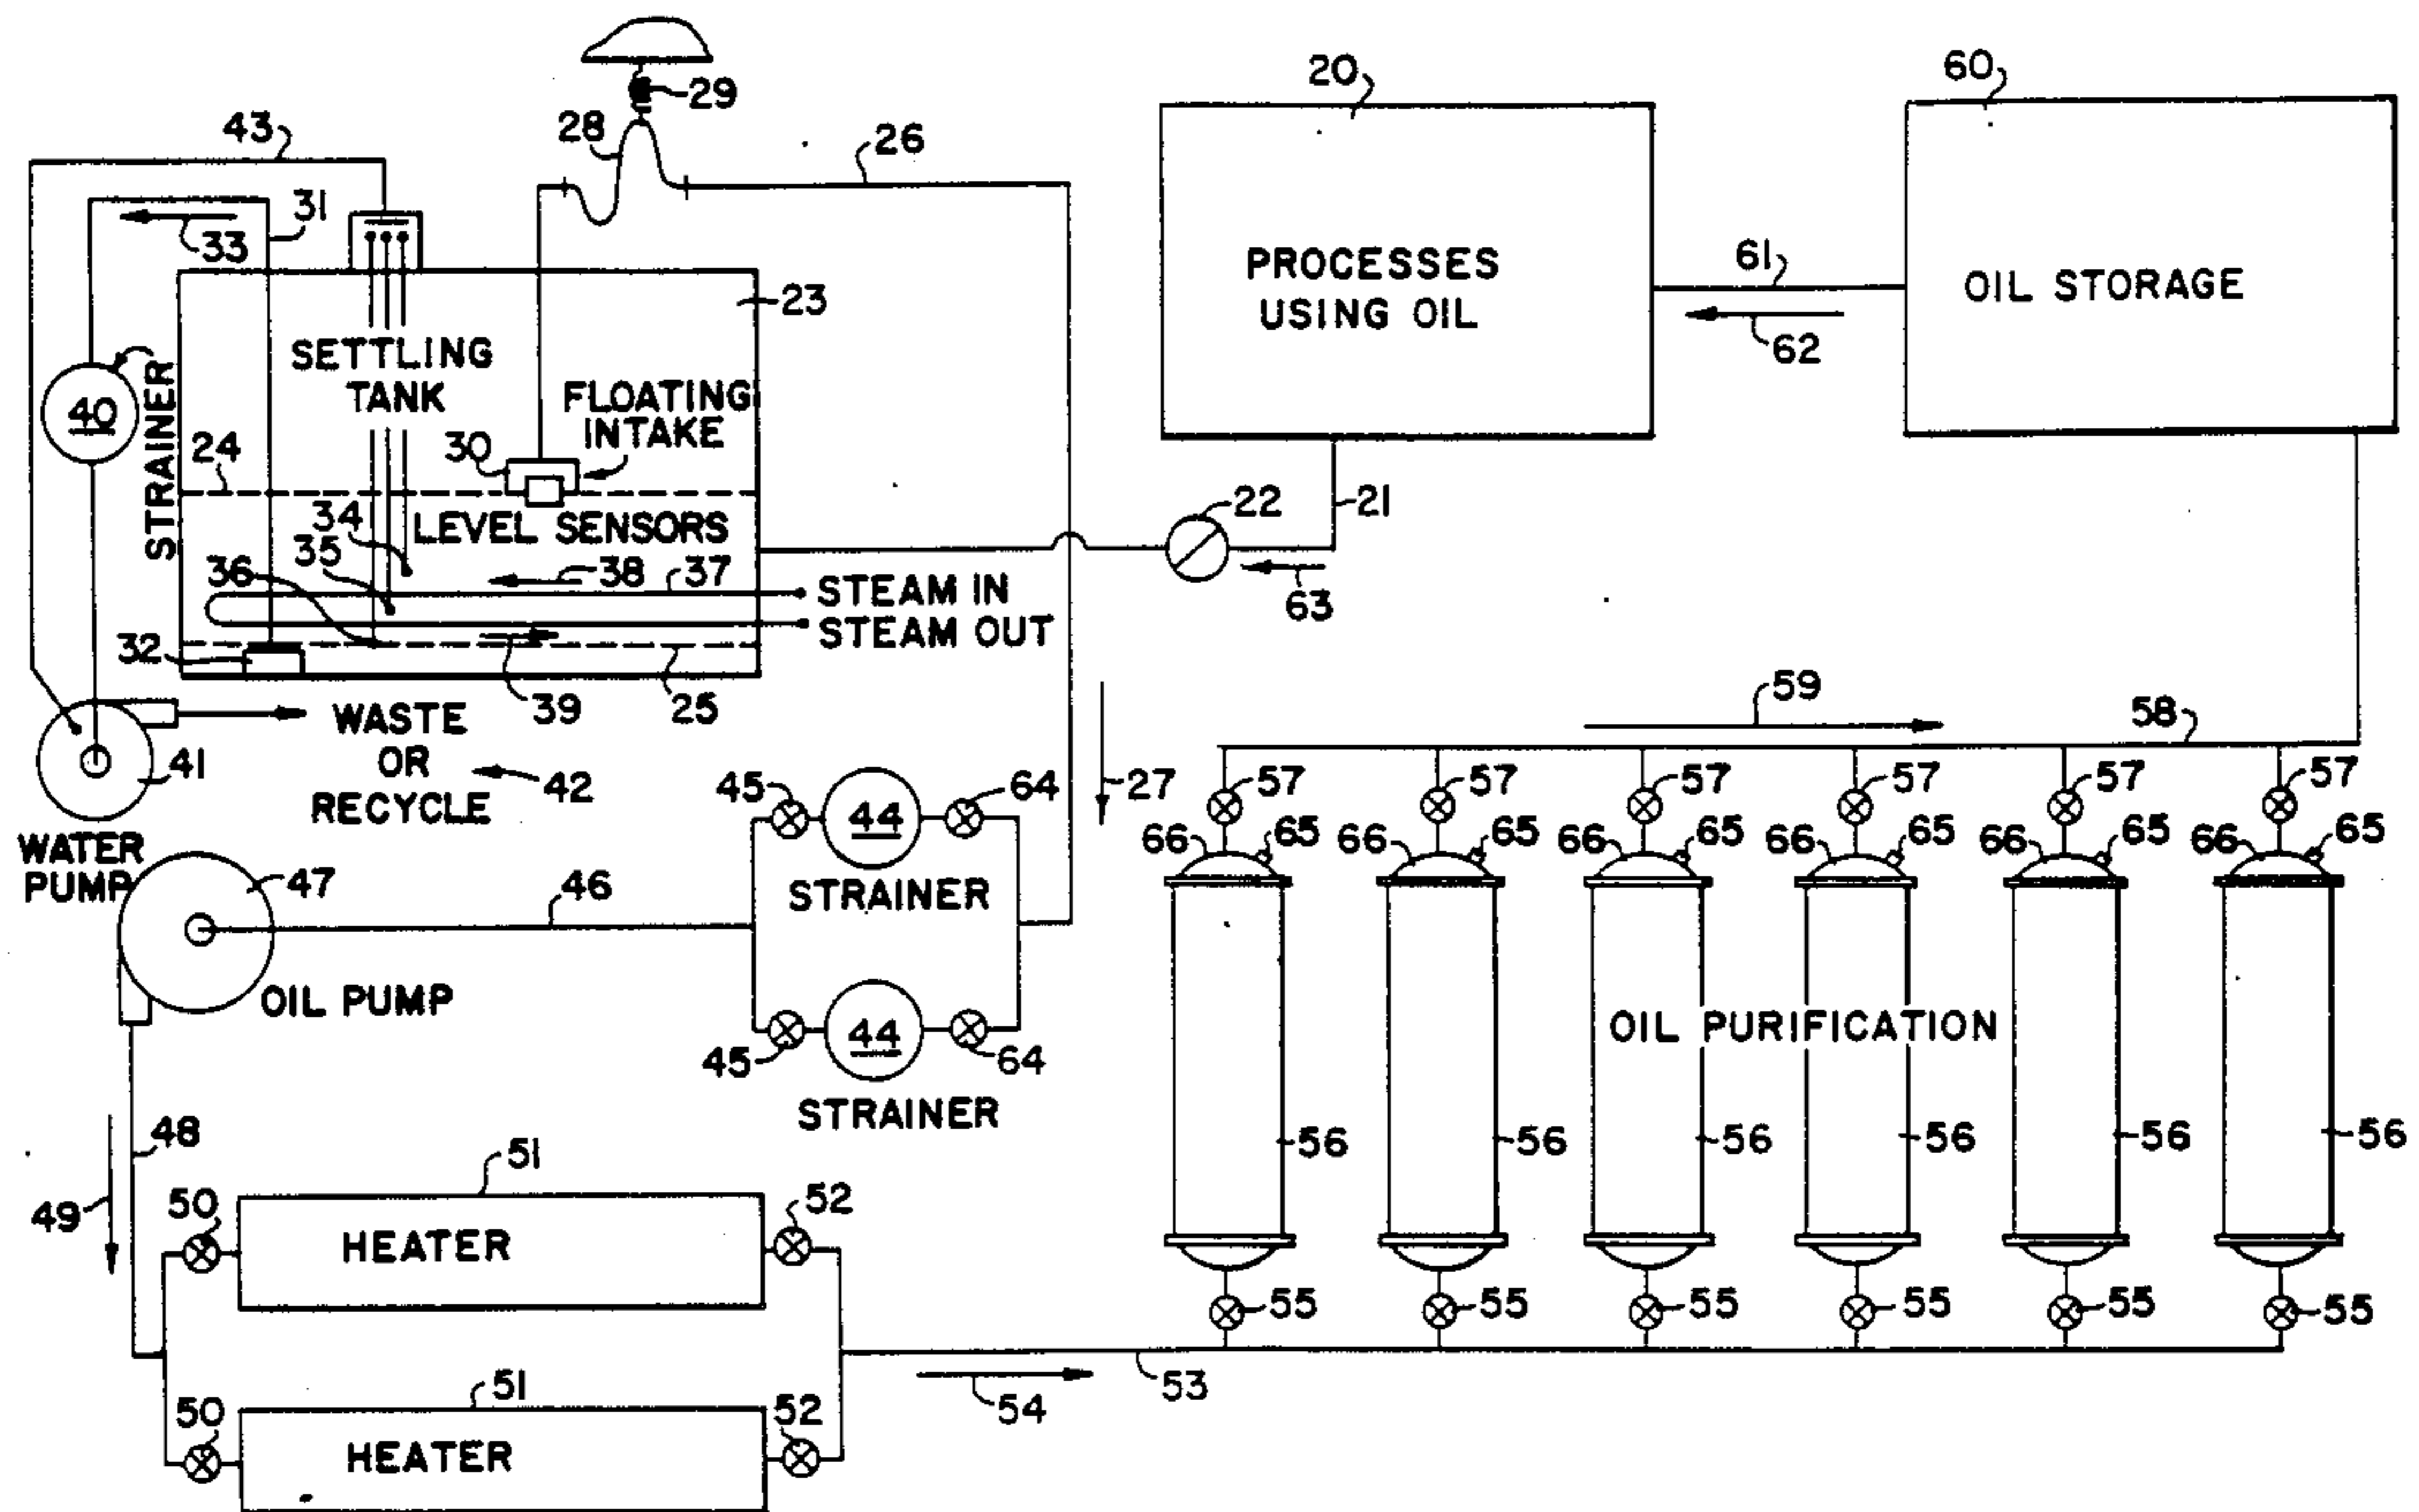 20
60
29
43
28
26
31
33
PROCESSES
USING OIL
61
62
OIL STORAGE
23
SETTLING
TANK
FLOATING
INTAKE
40
STRAINER
24
30
22
21
34
LEVEL SENSORS
35
36
38
37
STEAM IN
STEAM OUT
63
32
39
25
59
58
WASTE
OR
RECYCLE
42
41
27
WATER
PUMP
45
44
64
STRAINER
57 57 57 57 57 57
66 65 66 65 66 65 66 65 66 65 66 65
47
46
OIL PUMP
45
44
64
STRAINER
OIL PURIFICATION
48
49
56 56 56 56 56 56
51
50
HEATER
52
55 55 55 55 55 55
53
54
51
50
HEATER
52